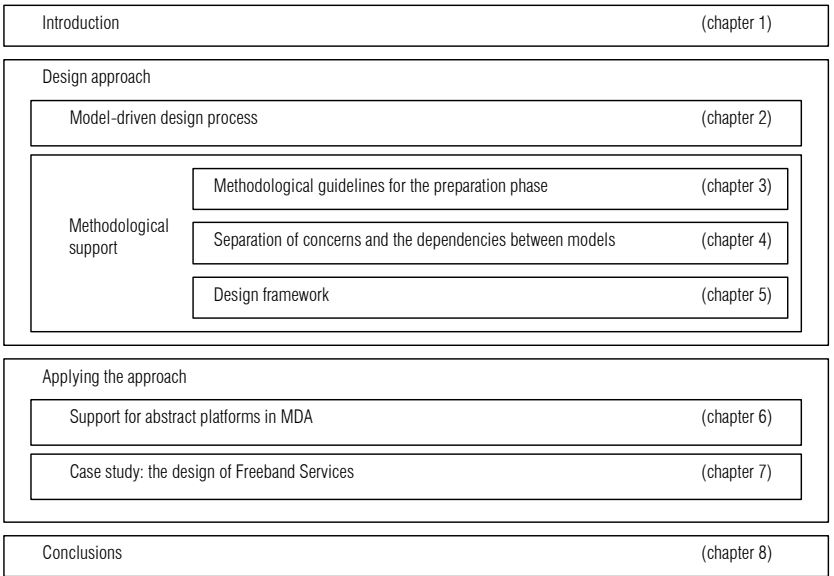 Introduction (chapter 1)
Design approach
Model-driven design process (chapter 2)
Methodological guidelines for the preparation phase (chapter 3)
Methodological
support
Separation of concerns and the dependencies between models (chapter 4)
Design framework (chapter 5)
Applying the approach
Support for abstract platforms in MDA (chapter 6)
Case study: the design of Freeband Services (chapter 7)
Conclusions (chapter 8)